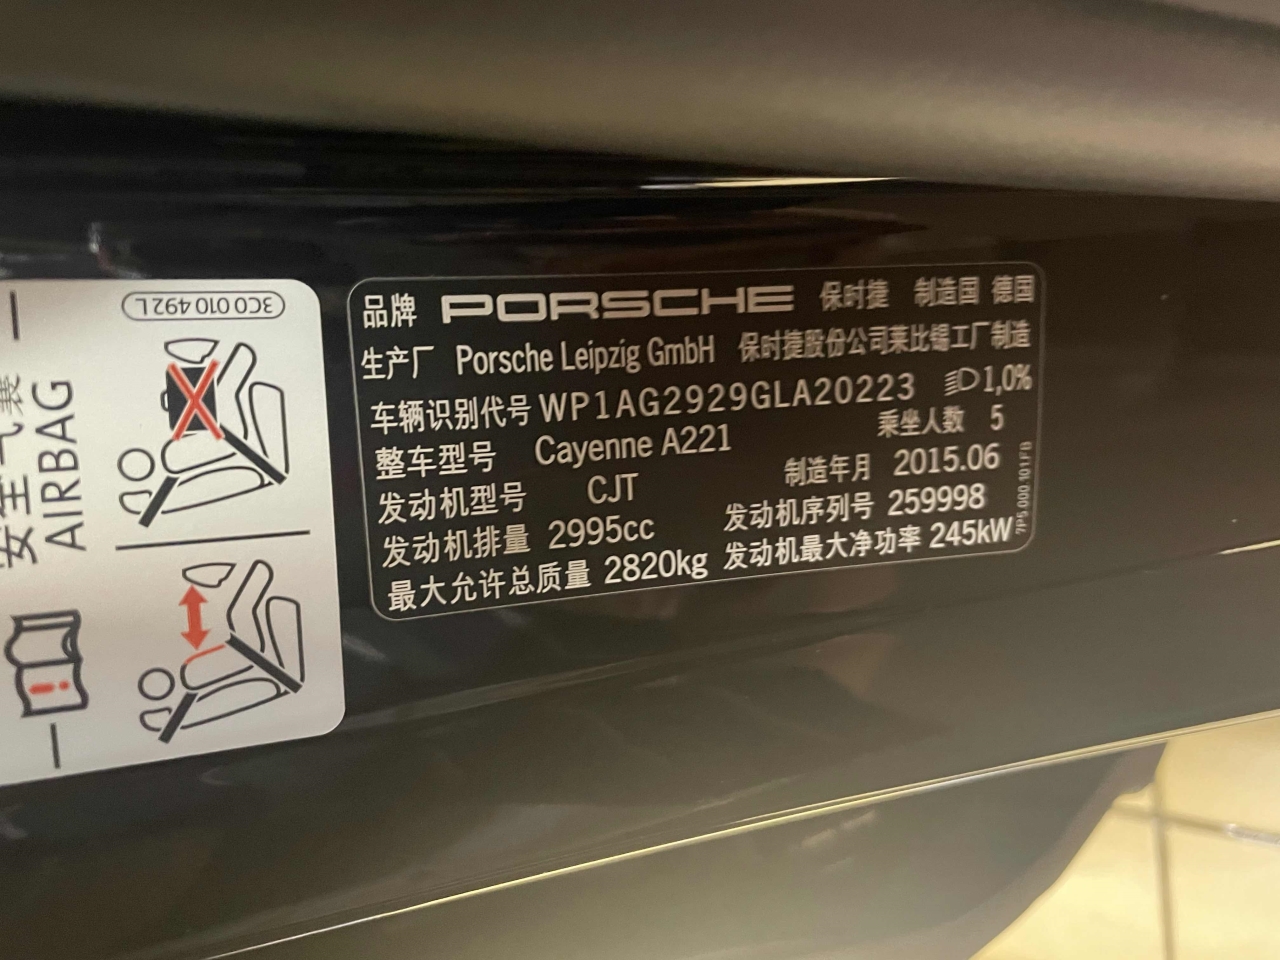 3C0 010 492 L
安全气囊
AIRBAG
品牌 PORSCHE 保时捷 制造国 德国
生产厂 Porsche Leipzig GmbH 保时捷股份公司莱比锡工厂制造
车辆识别代号 WP1AG2929GLA20223 1,0%
整车型号 Cayenne A221 乘坐人数 5
发动机型号 CJT 制造年月 2015.06
发动机排量 2995cc 发动机序列号 259998
最大允许总质量 2820kg 发动机最大净功率 245kW
7P5.000.101.FB